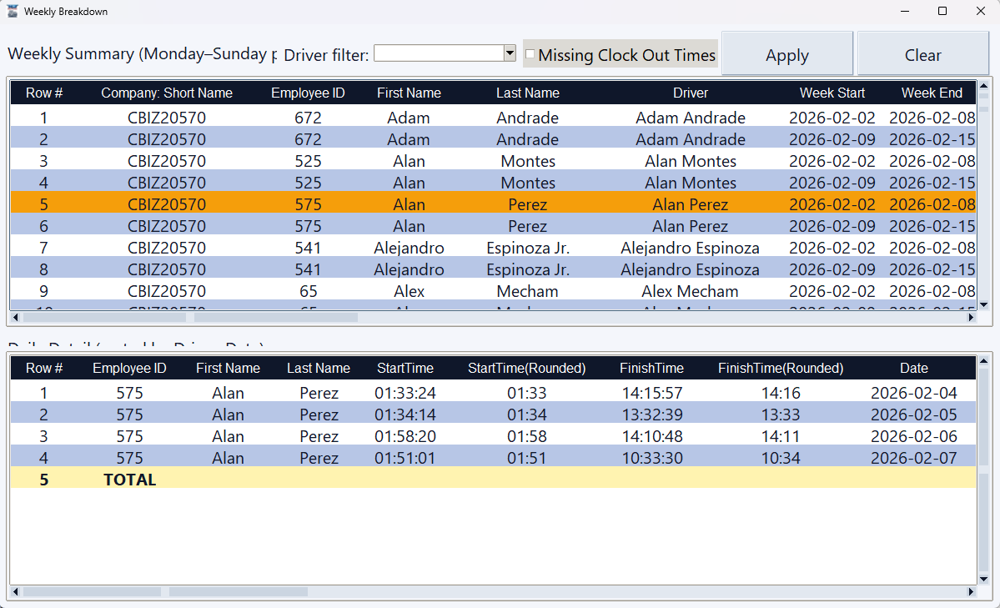 Weekly Breakdown
Weekly Summary (Monday–Sunday p Driver filter: Missing Clock Out Times Apply Clear
Row # Company: Short Name Employee ID First Name Last Name Driver Week Start Week End
1 CBIZ20570 672 Adam Andrade Adam Andrade 2026-02-02 2026-02-08
2 CBIZ20570 672 Adam Andrade Adam Andrade 2026-02-09 2026-02-15
3 CBIZ20570 525 Alan Montes Alan Montes 2026-02-02 2026-02-08
4 CBIZ20570 525 Alan Montes Alan Montes 2026-02-09 2026-02-15
5 CBIZ20570 575 Alan Perez Alan Perez 2026-02-02 2026-02-08
6 CBIZ20570 575 Alan Perez Alan Perez 2026-02-09 2026-02-15
7 CBIZ20570 541 Alejandro Espinoza Jr. Alejandro Espinoza 2026-02-02 2026-02-08
8 CBIZ20570 541 Alejandro Espinoza Jr. Alejandro Espinoza 2026-02-09 2026-02-15
9 CBIZ20570 65 Alex Mecham Alex Mecham 2026-02-02 2026-02-08
Row # Employee ID First Name Last Name StartTime StartTime(Rounded) FinishTime FinishTime(Rounded) Date
1 575 Alan Perez 01:33:24 01:33 14:15:57 14:16 2026-02-04
2 575 Alan Perez 01:34:14 01:34 13:32:39 13:33 2026-02-05
3 575 Alan Perez 01:58:20 01:58 14:10:48 14:11 2026-02-06
4 575 Alan Perez 01:51:01 01:51 10:33:30 10:34 2026-02-07
5 TOTAL